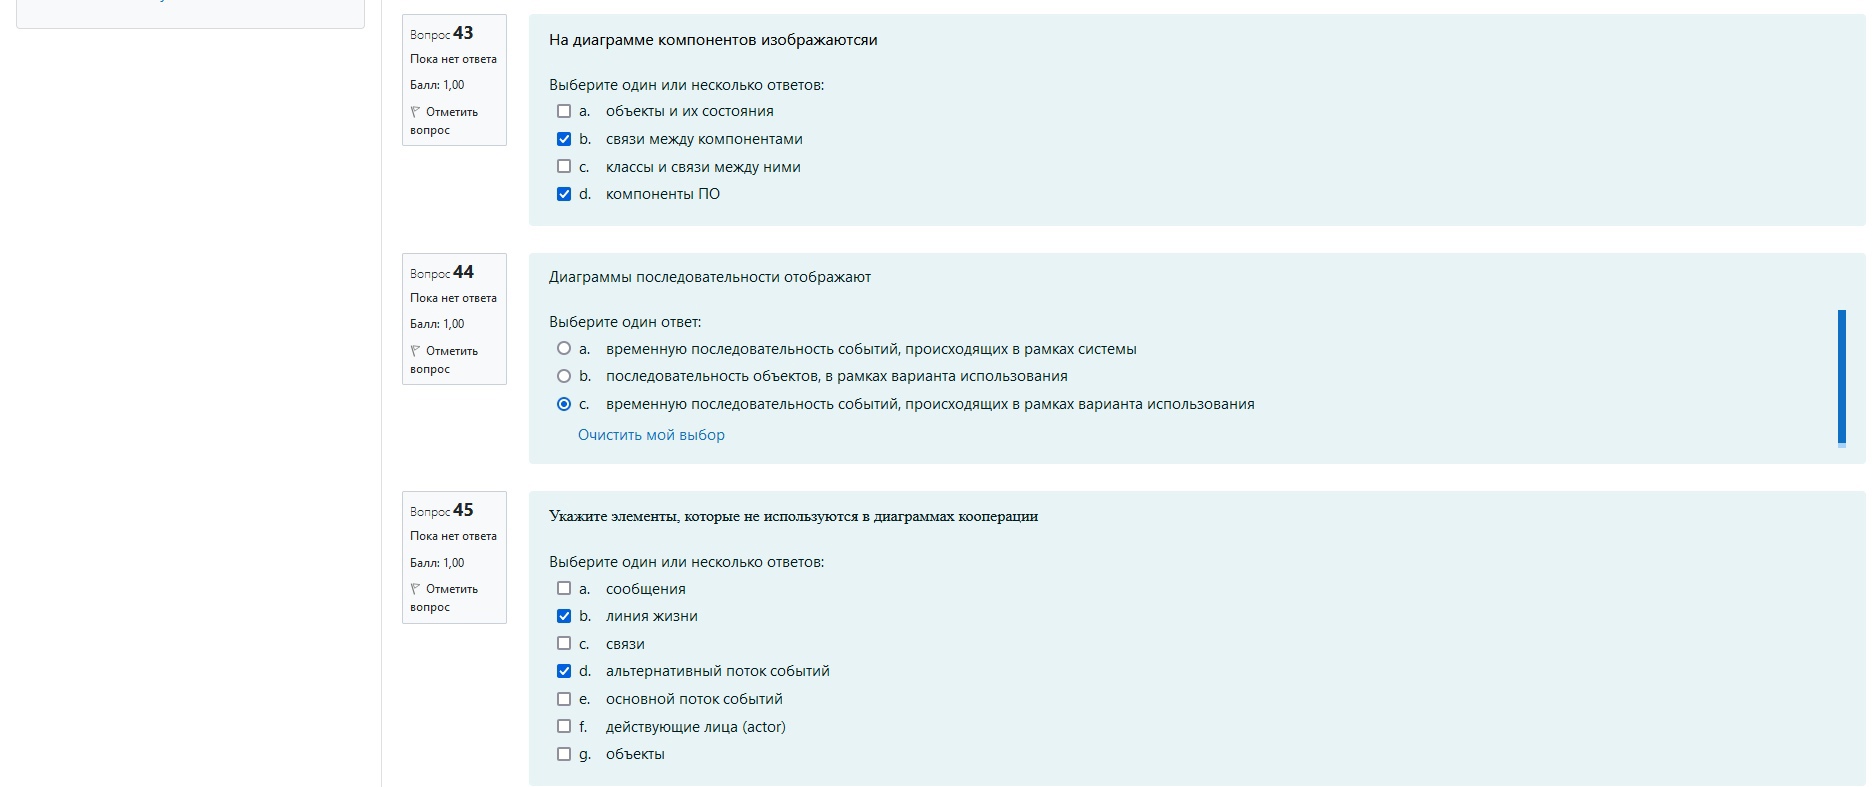 Вопрос 43
Пока нет ответа
Балл: 1,00
Отметить
вопрос
На диаграмме компонентов изображаютсяи
Выберите один или несколько ответов:
a. объекты и их состояния
b. связи между компонентами
c. классы и связи между ними
d. компоненты ПО
Вопрос 44
Пока нет ответа
Балл: 1,00
Отметить
вопрос
Диаграммы последовательности отображают
Выберите один ответ:
a. временную последовательность событий, происходящих в рамках системы
b. последовательность объектов, в рамках варианта использования
c. временную последовательность событий, происходящих в рамках варианта использования
Очистить мой выбор
Вопрос 45
Пока нет ответа
Балл: 1,00
Отметить
вопрос
Укажите элементы, которые не используются в диаграммах кооперации
Выберите один или несколько ответов:
a. сообщения
b. линия жизни
c. связи
d. альтернативный поток событий
e. основной поток событий
f. действующие лица (actor)
g. объекты